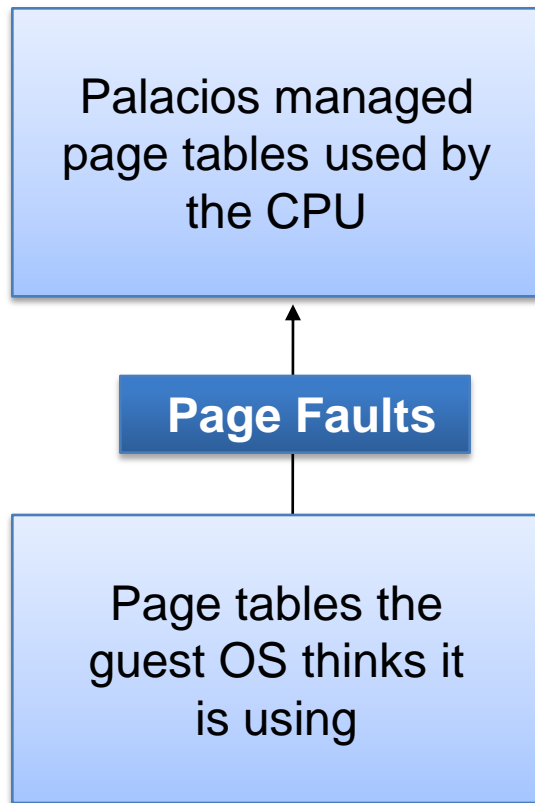 Palacios managed
page tables used by
the CPU
Page Faults
Page tables the
guest OS thinks it
is using